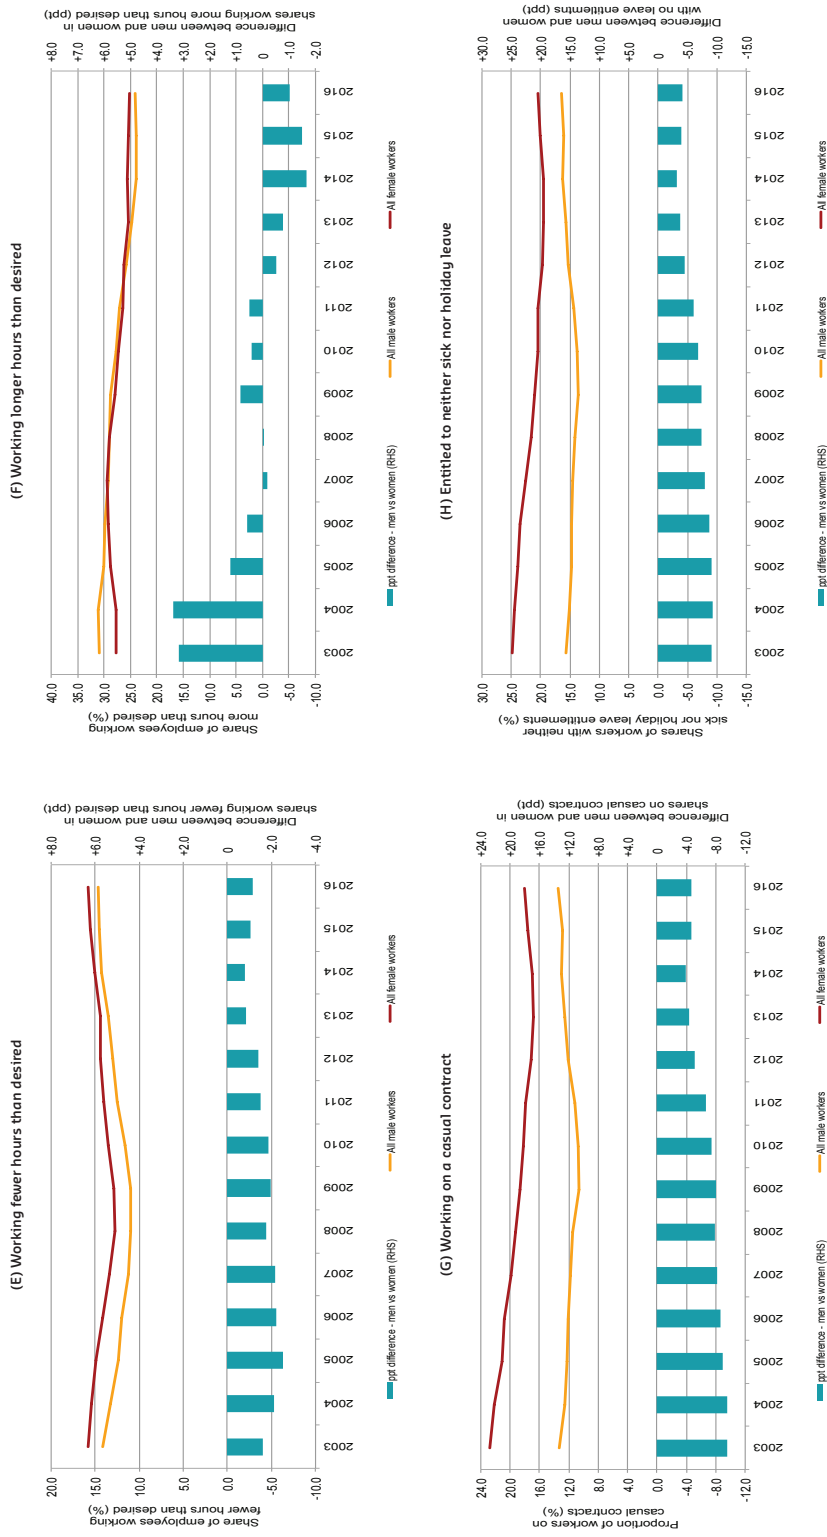 (E) Working fewer hours than desired
Share of employees working
fewer hours than desired (%)
20.0
15.0
10.0
5.0
0.0
-5.0
-10.0
+8.0
+6.0
+4.0
+2.0
0
-2.0
-4.0
Difference between men and women in
shares working fewer hours than desired (ppt)
2003 2004 2005 2006 2007 2008 2009 2010 2011 2012 2013 2014 2015 2016
ppt difference - men vs women (RHS) All male workers All female workers
(F) Working longer hours than desired
Share of employees working
more hours than desired (%)
40.0
35.0
30.0
25.0
20.0
15.0
10.0
5.0
0.0
-5.0
-10.0
+8.0
+7.0
+6.0
+5.0
+4.0
+3.0
+2.0
+1.0
0
-1.0
-2.0
Difference between men and women in
shares working more hours than desired (ppt)
2003 2004 2005 2006 2007 2008 2009 2010 2011 2012 2013 2014 2015 2016
ppt difference - men vs women (RHS) All male workers All female workers
(G) Working on a casual contract
Proportion of workers on
casual contracts (%)
24.0
20.0
16.0
12.0
8.0
4.0
0.0
-4.0
-8.0
-12.0
+24.0
+20.0
+16.0
+12.0
+8.0
+4.0
0
-4.0
-8.0
-12.0
Difference between men and women in
shares on casual contracts (ppt)
2003 2004 2005 2006 2007 2008 2009 2010 2011 2012 2013 2014 2015 2016
ppt difference - men vs women (RHS) All male workers All female workers
(H) Entitled to neither sick nor holiday leave
Shares of workers with neither
sick nor holiday leave entitlements (%)
30.0
25.0
20.0
15.0
10.0
5.0
0.0
-5.0
-10.0
-15.0
+30.0
+25.0
+20.0
+15.0
+10.0
+5.0
0
-5.0
-10.0
-15.0
Difference between men and women
with no leave entitlemtns (ppt)
2003 2004 2005 2006 2007 2008 2009 2010 2011 2012 2013 2014 2015 2016
ppt difference - men vs women (RHS) All male workers All female workers